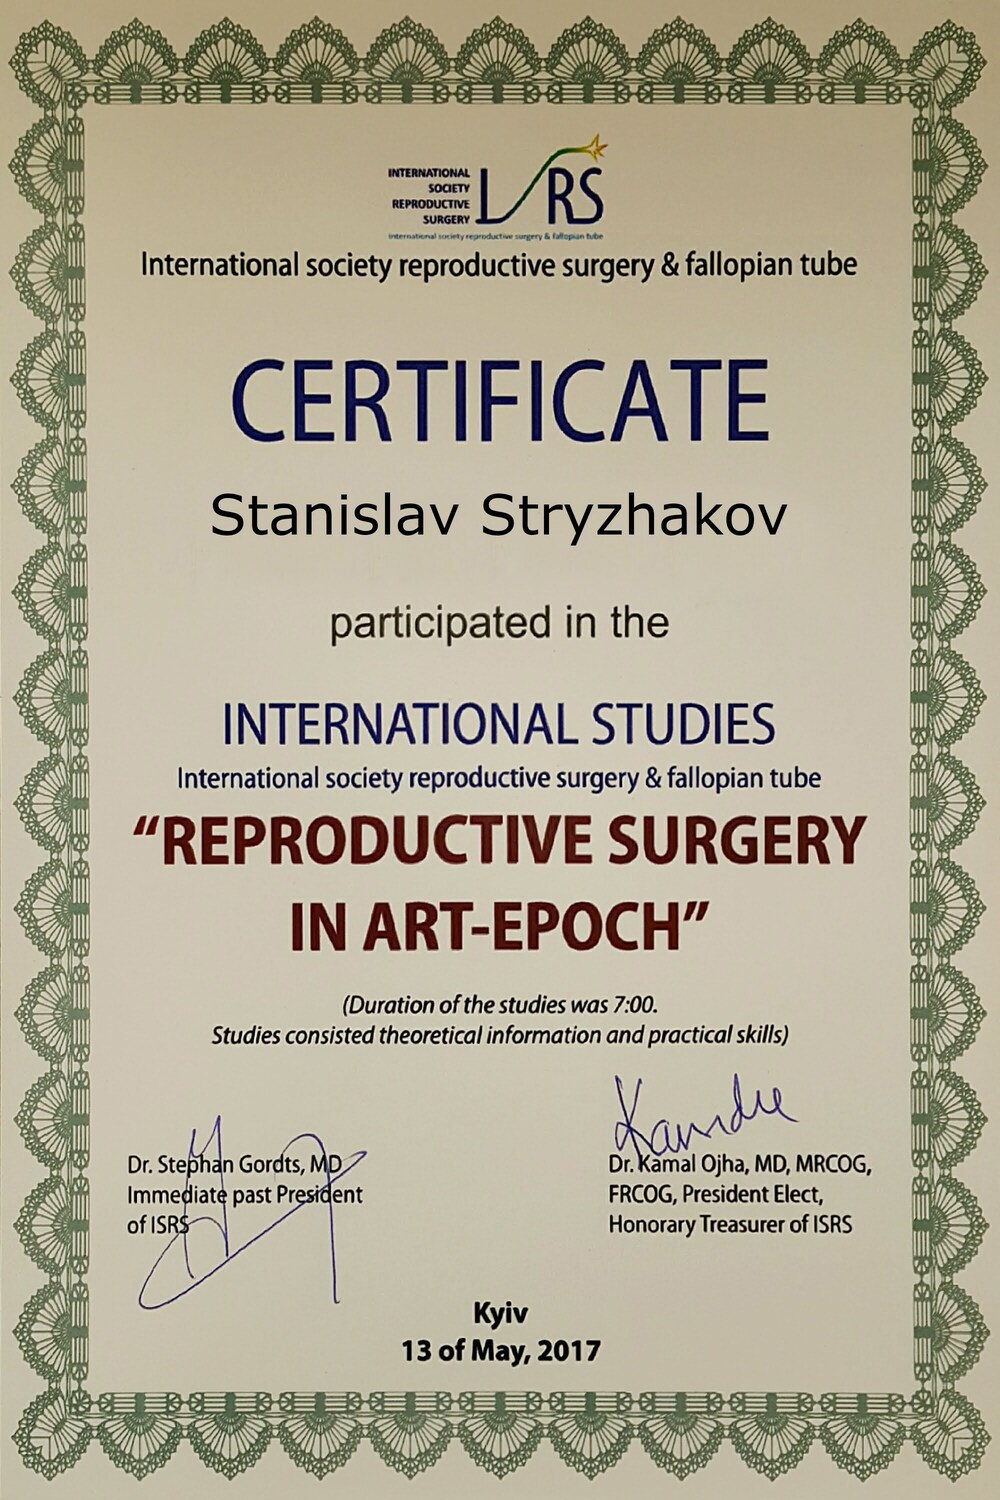 INTERNATIONAL
SOCIETY
REPRODUCTIVE
SURGERY
ISRS
international society reproductive surgery & fallopian tube
International society reproductive surgery & fallopian tube
CERTIFICATE
Stanislav Stryzhakov
participated in the
INTERNATIONAL STUDIES
International society reproductive surgery & fallopian tube
“REPRODUCTIVE SURGERY
IN ART-EPOCH”
(Duration of the studies was 7:00.
Studies consisted theoretical information and practical skills)
Dr. Stephan Gordts, MD
Immediate past President
of ISRS
Dr. Kamal Ojha, MD, MRCOG,
FRCOG, President Elect,
Honorary Treasurer of ISRS
Kyiv
13 of May, 2017